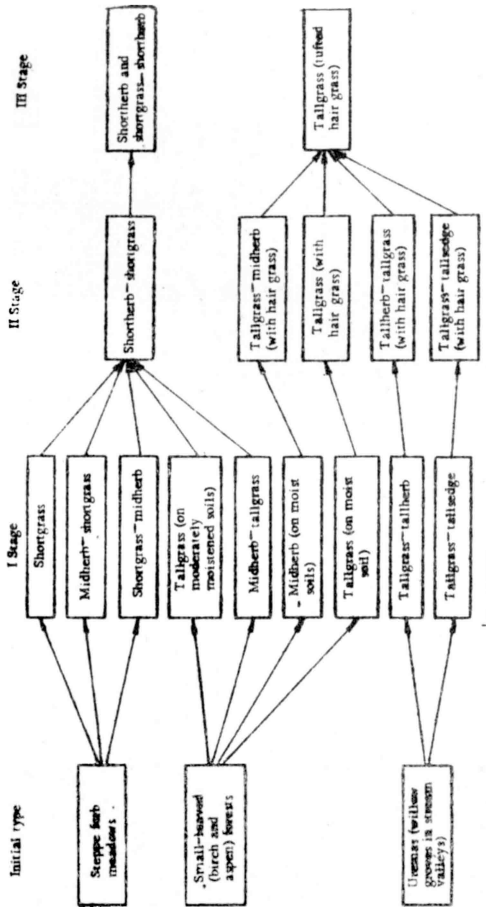 Initial type
I Stage
II Stage
III Stage
Steppe forb
meadows
Small-leaved
(birch and
aspen) forests
Uremas (willow
groves in stream
valleys)
Shortgrass
Midherb—shortgrass
Shortgrass—midherb
Tallgrass (on
moderately
moistened soils)
Midherb—tallgrass
- Midherb (on moist
soils)
Tallgrass (on moist
soil)
Tallgrass—tallherb
Tallgrass—tallsedge
Shortherb—shortgrass
Tallgrass—midherb
(with hair grass)
Tallgrass (with
hair grass)
Tallherb—tallgrass
(with hair grass)
Tallgrass—tallsedge
(with hair grass)
Shortherb and
shortgrass—shortherb
Tallgrass (tufted
hair grass)